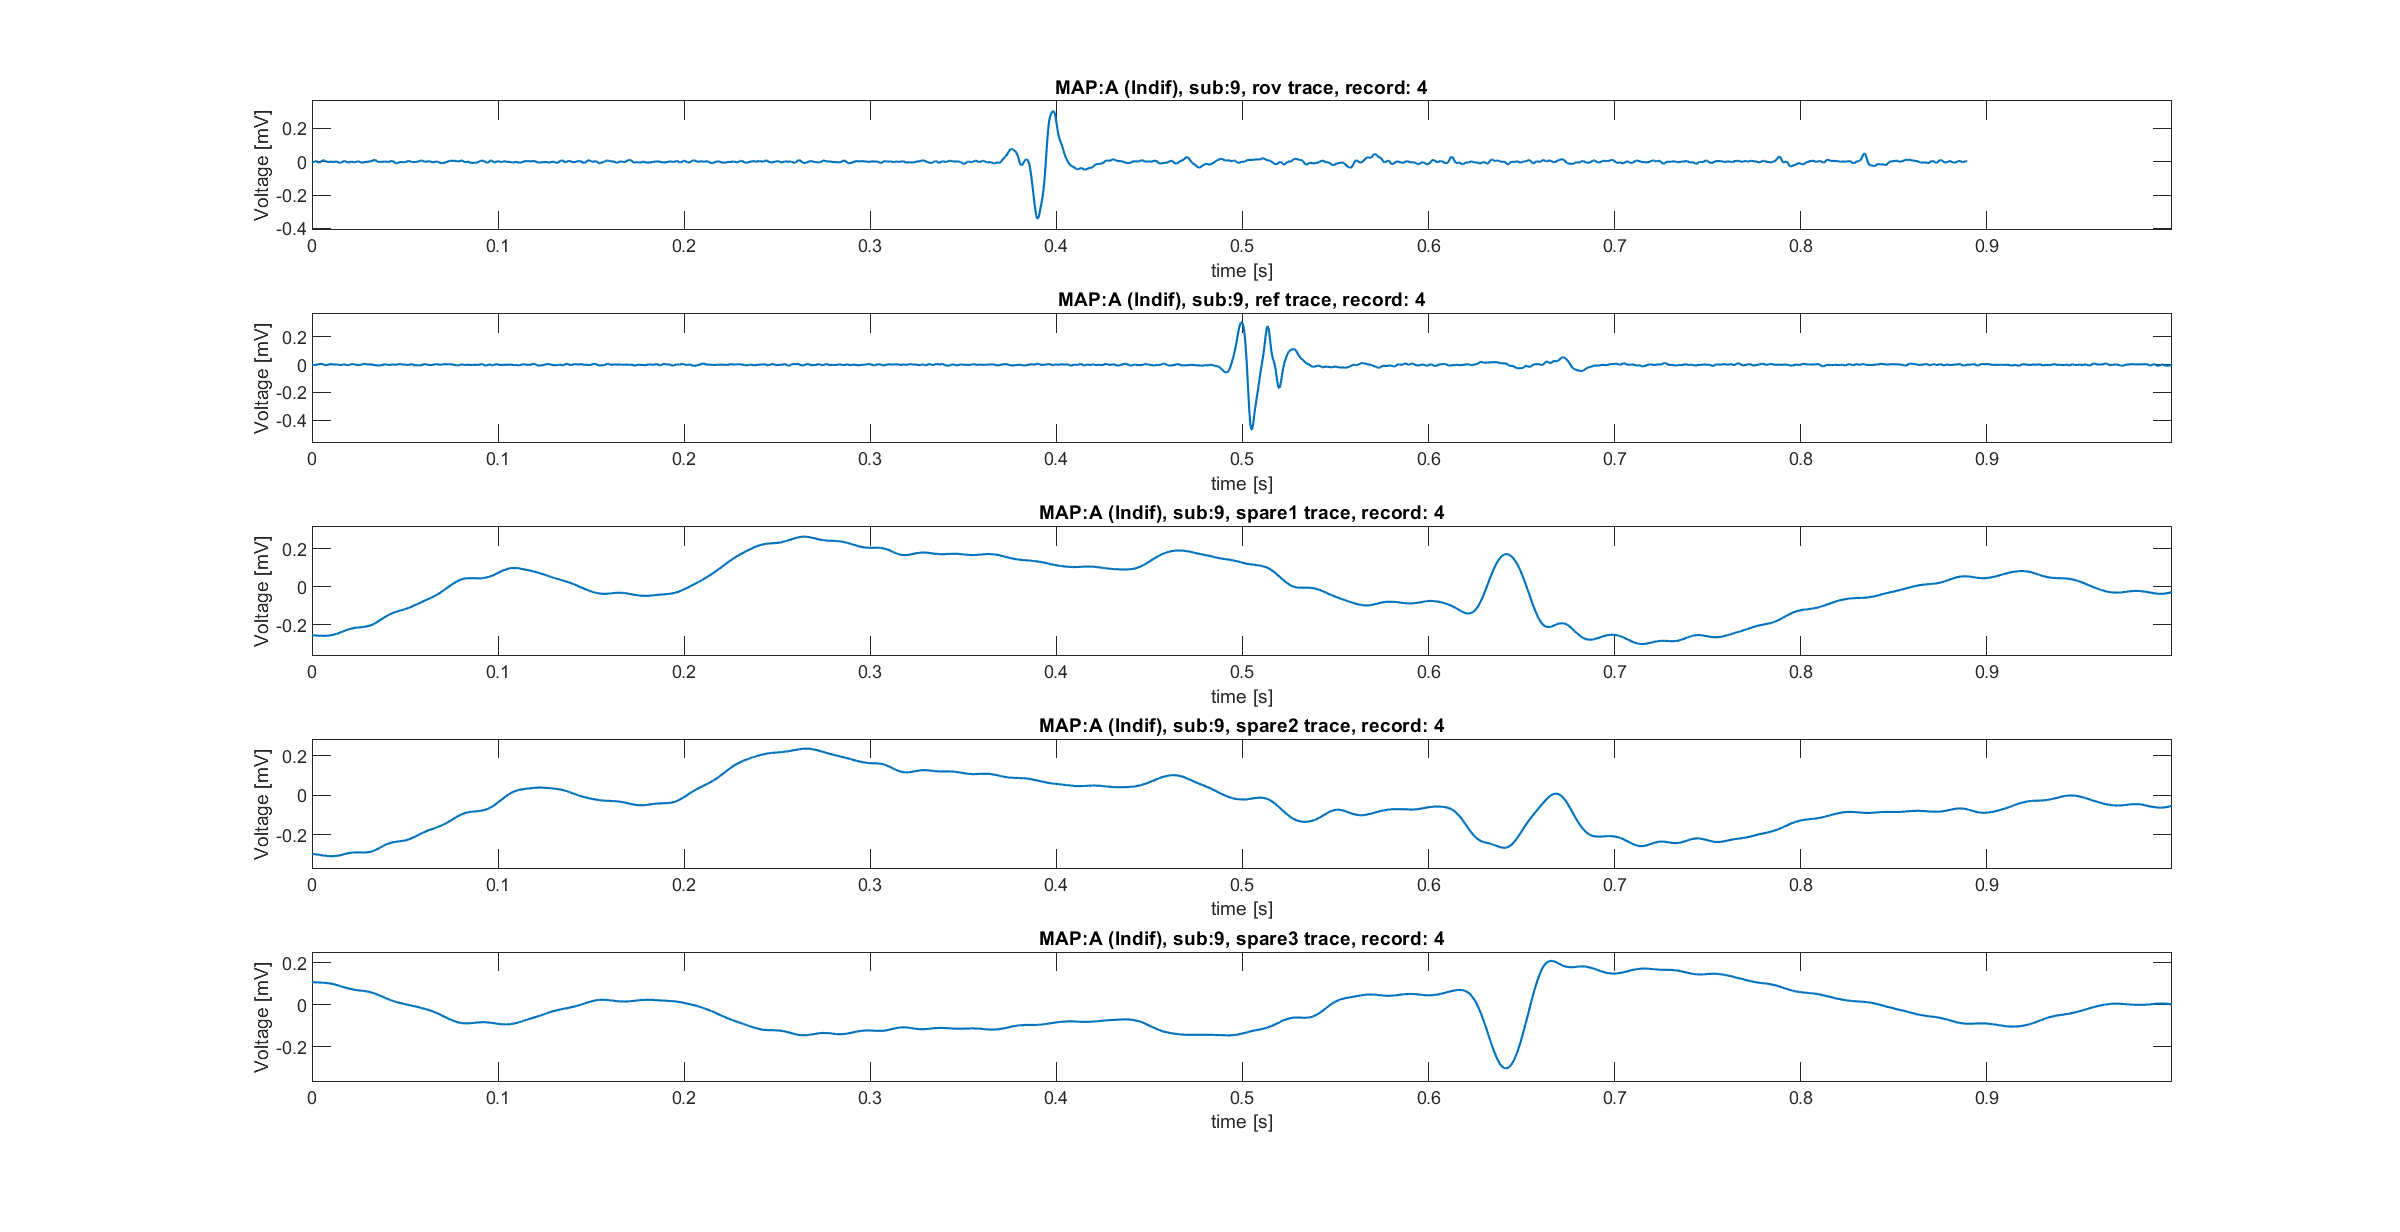 MAP:A (Indif), sub:9, rov trace, record: 4
Voltage [mV]
0.2
0
-0.2
-0.4
0 0.1 0.2 0.3 0.4 0.5 0.6 0.7 0.8 0.9
time [s]
MAP:A (Indif), sub:9, ref trace, record: 4
Voltage [mV]
0.2
0
-0.2
-0.4
0 0.1 0.2 0.3 0.4 0.5 0.6 0.7 0.8 0.9
time [s]
MAP:A (Indif), sub:9, spare1 trace, record: 4
Voltage [mV]
0.2
0
-0.2
0 0.1 0.2 0.3 0.4 0.5 0.6 0.7 0.8 0.9
time [s]
MAP:A (Indif), sub:9, spare2 trace, record: 4
Voltage [mV]
0.2
0
-0.2
0 0.1 0.2 0.3 0.4 0.5 0.6 0.7 0.8 0.9
time [s]
MAP:A (Indif), sub:9, spare3 trace, record: 4
Voltage [mV]
0.2
0
-0.2
0 0.1 0.2 0.3 0.4 0.5 0.6 0.7 0.8 0.9
time [s]